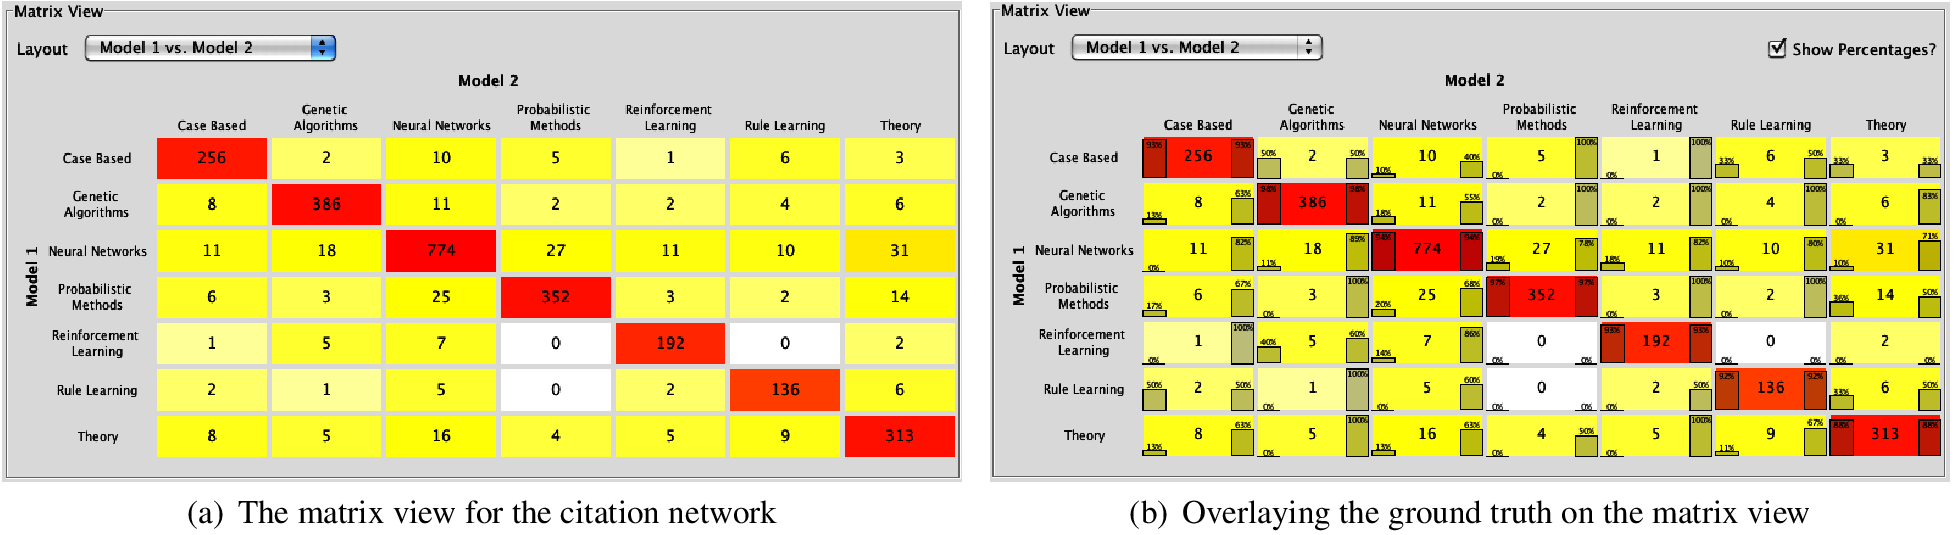 Matrix View
Layout Model 1 vs. Model 2
Model 2
Case Based Genetic Algorithms Neural Networks Probabilistic Methods Reinforcement Learning Rule Learning Theory
Model 1
Case Based 256 2 10 5 1 6 3
Genetic Algorithms 8 386 11 2 2 4 6
Neural Networks 11 18 774 27 11 10 31
Probabilistic Methods 6 3 25 352 3 2 14
Reinforcement Learning 1 5 7 0 192 0 2
Rule Learning 2 1 5 0 2 136 6
Theory 8 5 16 4 5 9 313
(a) The matrix view for the citation network
Matrix View
Layout Model 1 vs. Model 2 Show Percentages?
Model 2
Case Based Genetic Algorithms Neural Networks Probabilistic Methods Reinforcement Learning Rule Learning Theory
Model 1
Case Based 93% 256 93% 50% 2 50% 10% 10 40% 0% 5 100% 0% 1 100% 33% 6 50% 33% 3 33%
Genetic Algorithms 13% 8 63% 98% 386 98% 18% 11 55% 0% 2 100% 0% 2 100% 0% 4 100% 0% 6 83%
Neural Networks 0% 11 82% 11% 18 89% 94% 774 94% 19% 27 78% 18% 11 82% 10% 10 90% 10% 31 71%
Probabilistic Methods 17% 6 67% 0% 3 100% 20% 25 68% 97% 352 97% 0% 3 100% 0% 2 100% 36% 14 50%
Reinforcement Learning 0% 1 100% 40% 5 60% 14% 7 86% 0% 0 0% 93% 192 93% 0% 0 0% 0% 2 0%
Rule Learning 50% 2 50% 0% 1 100% 0% 5 60% 0% 0 0% 0% 2 50% 92% 136 92% 33% 6 50%
Theory 13% 8 63% 0% 5 100% 13% 16 63% 0% 4 50% 0% 5 100% 11% 9 67% 88% 313 88%
(b) Overlaying the ground truth on the matrix view